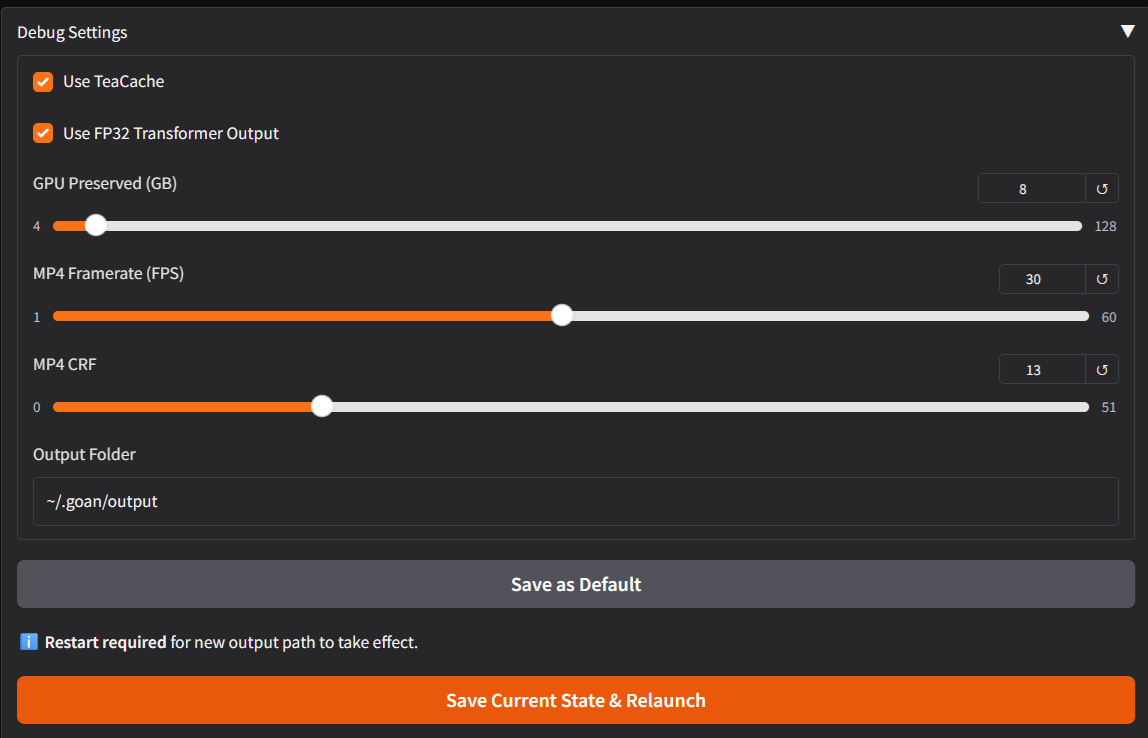 Debug Settings ▼
Use TeaCache
Use FP32 Transformer Output
GPU Preserved (GB) 8 ↺
4 128
MP4 Framerate (FPS) 30 ↺
1 60
MP4 CRF 13 ↺
0 51
Output Folder
~/.goan/output
Save as Default
ℹ️ Restart required for new output path to take effect.
Save Current State & Relaunch